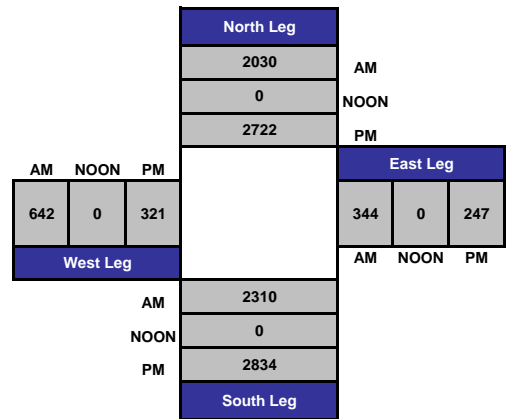 North Leg
2030 AM
0 NOON
2722 PM
AM NOON PM East Leg
642 0 321 344 0 247
West Leg AM NOON PM
AM 2310
NOON 0
PM 2834
South Leg